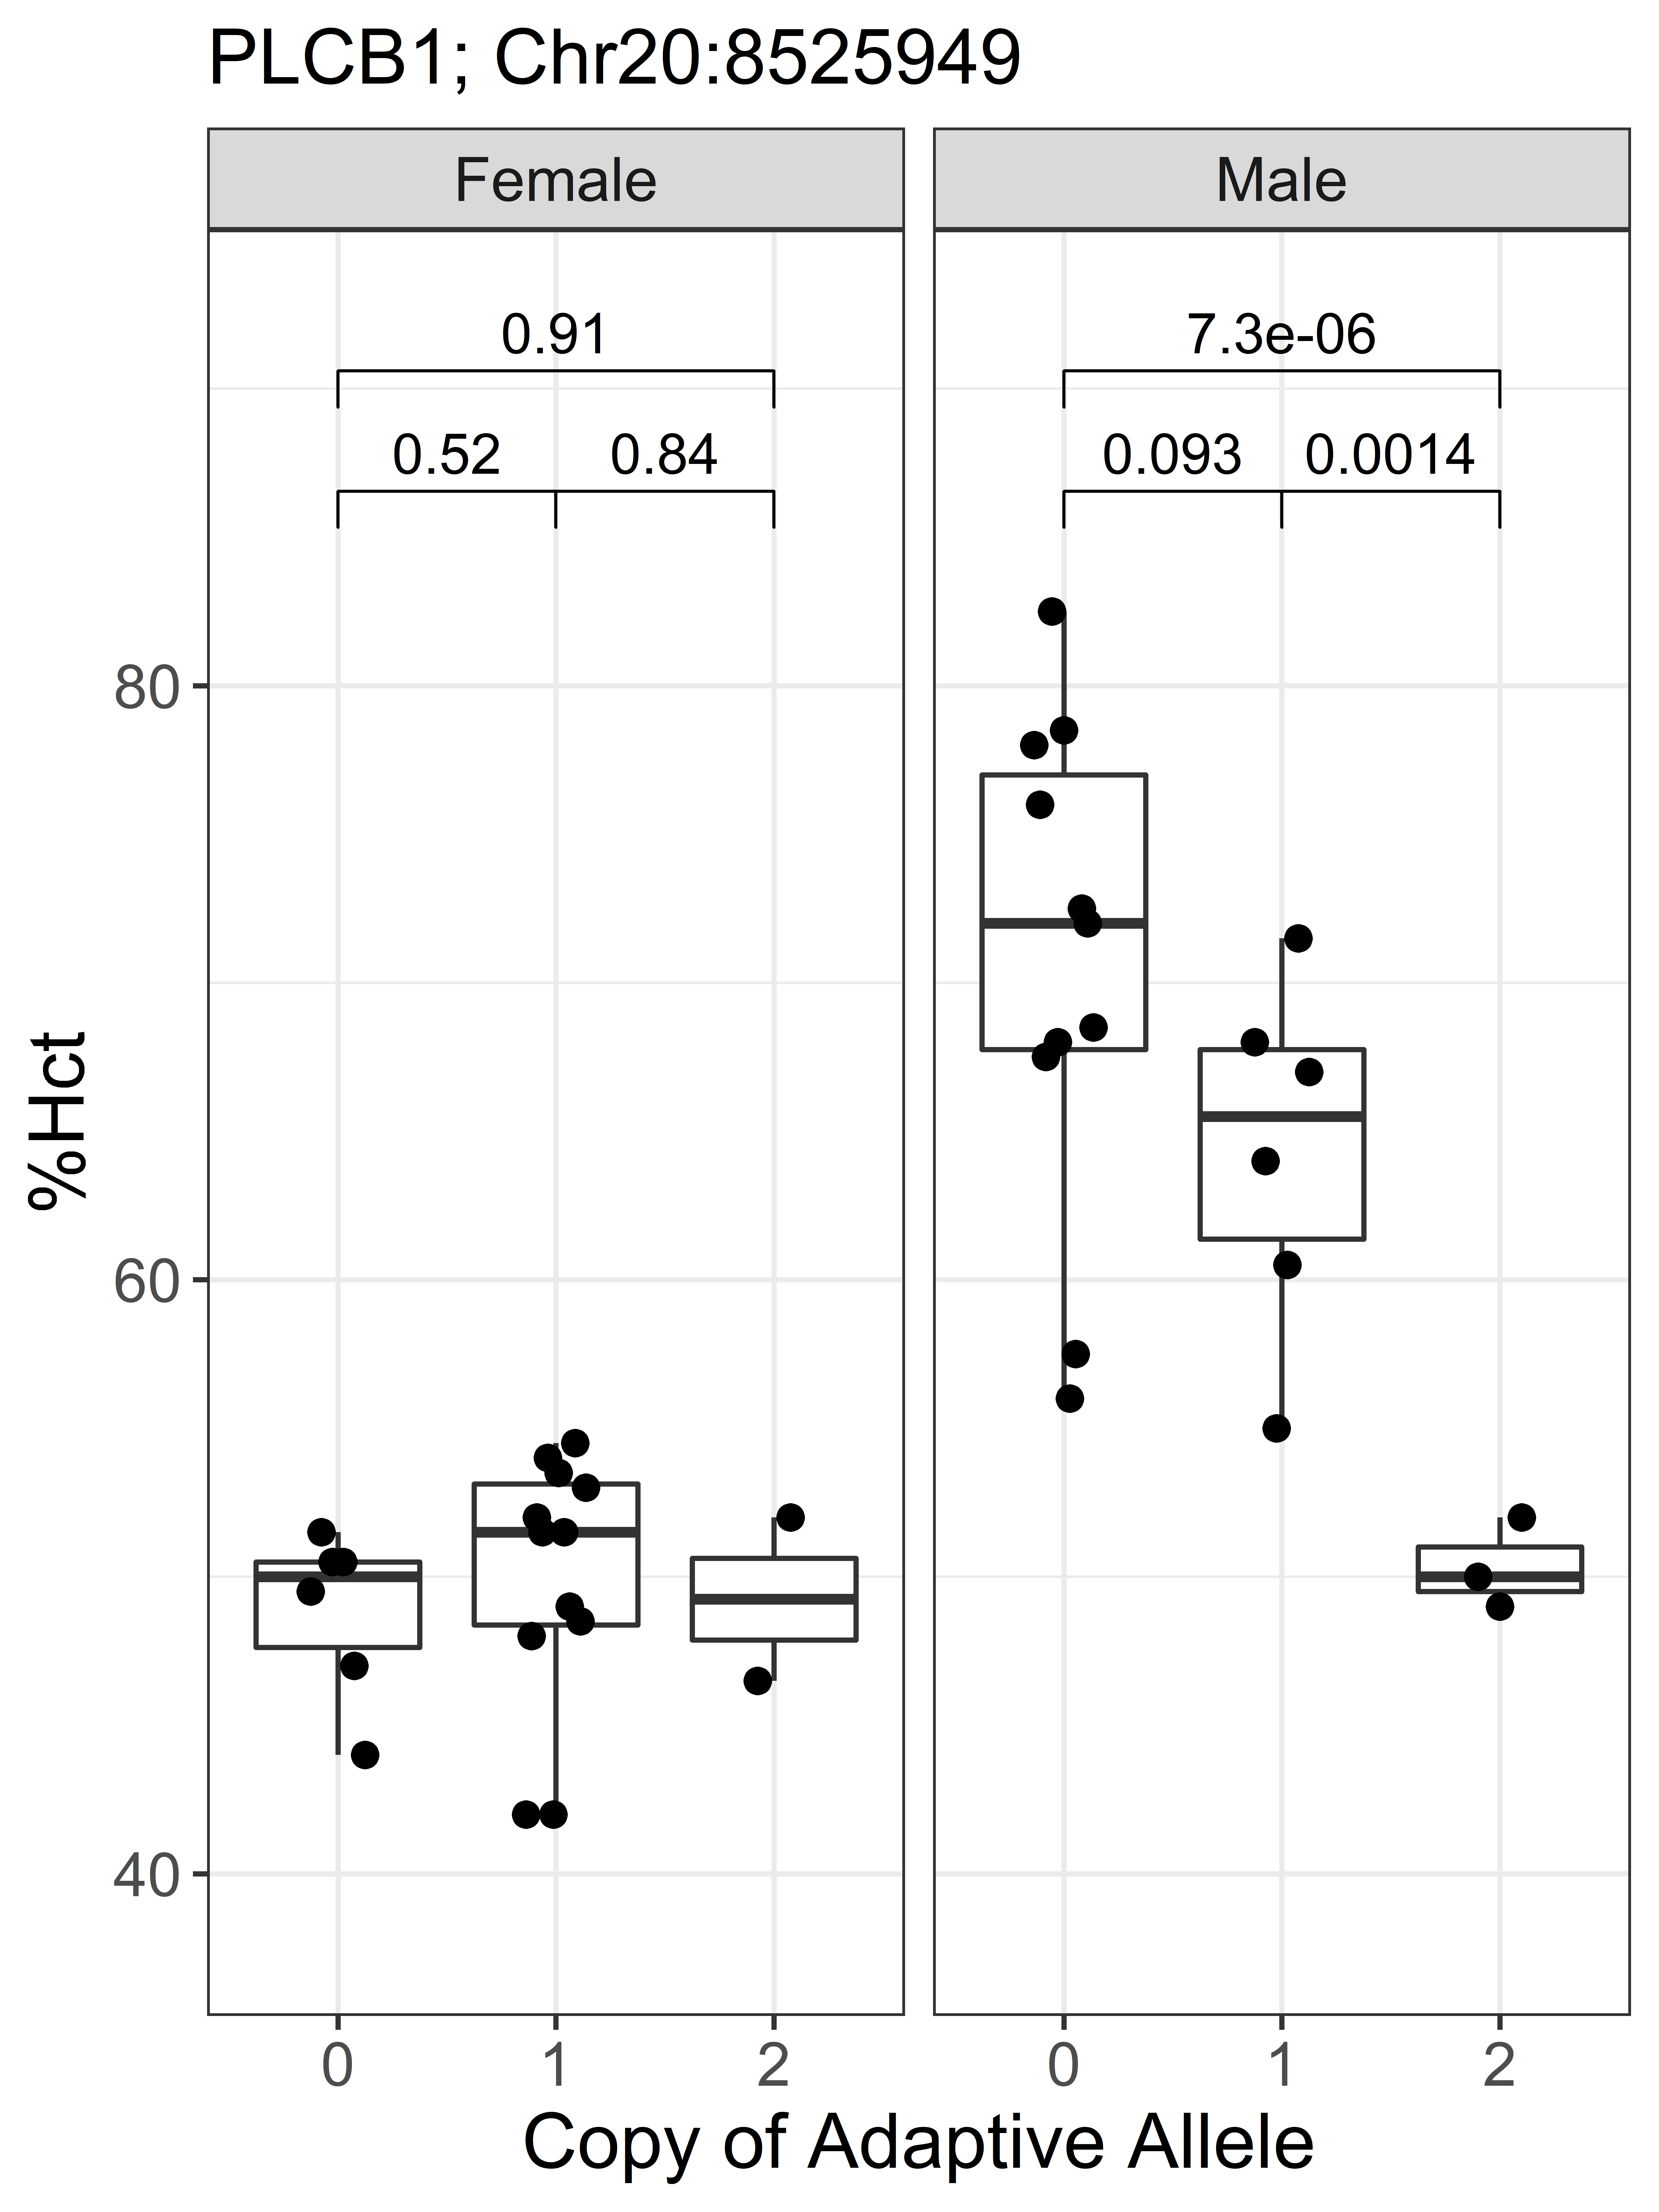 PLCB1; Chr20:8525949
Female Male
0.91 7.3e-06
0.52 0.84 0.093 0.0014
80
60
40
%Hct
0 1 2 0 1 2
Copy of Adaptive Allele